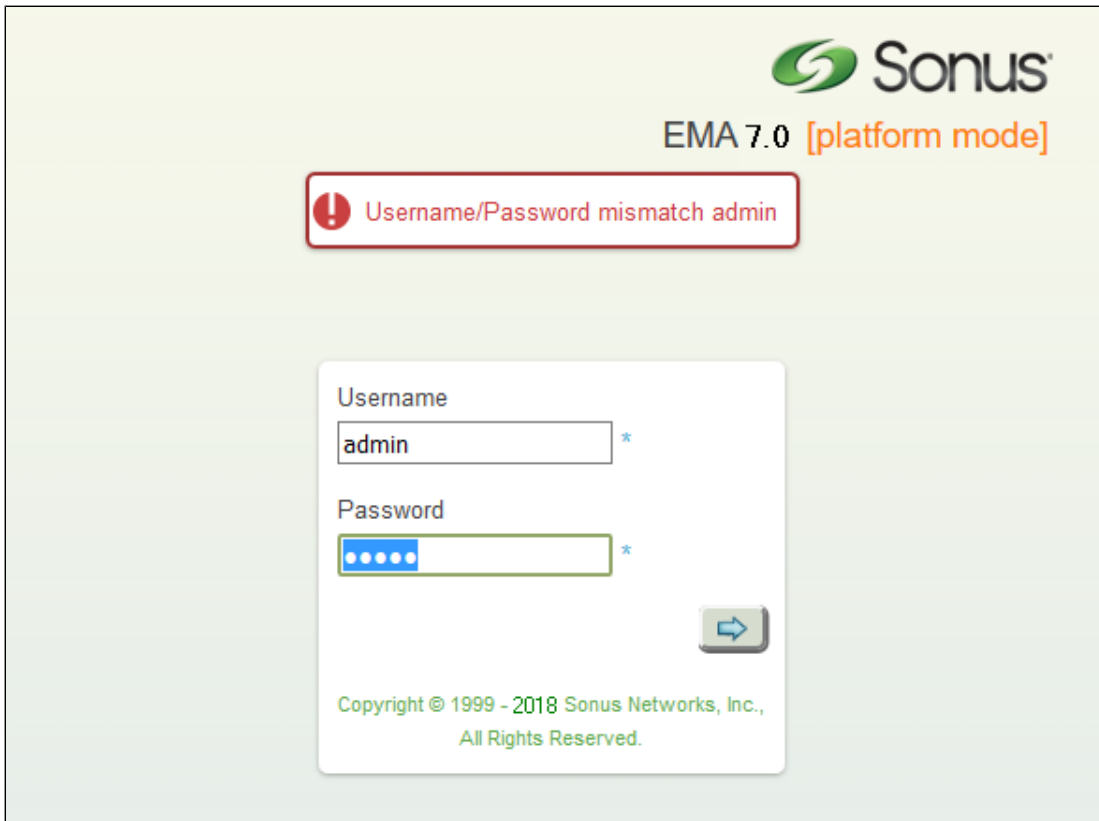 Sonus
EMA 7.0 [platform mode]
Username/Password mismatch admin
Username
admin *
Password
••••• *
Copyright © 1999 - 2018 Sonus Networks, Inc.,
All Rights Reserved.